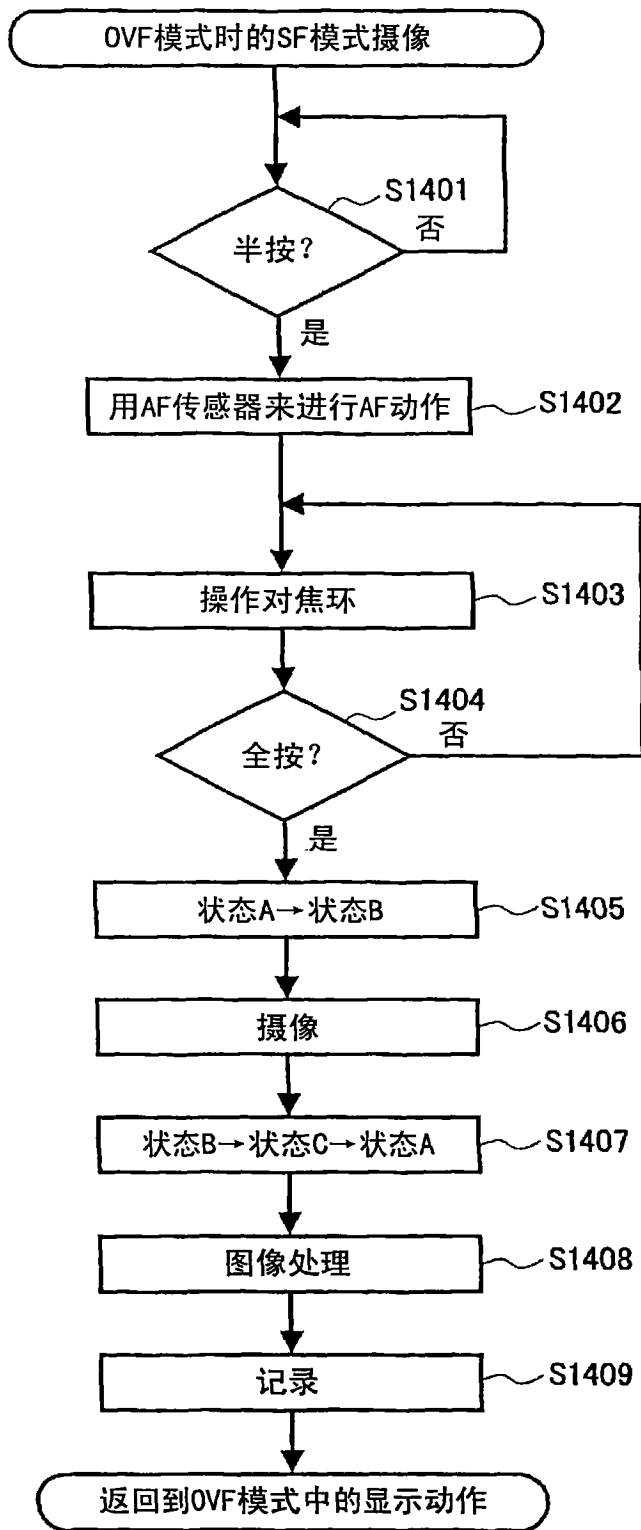 OVF模式时的SF模式摄像
S1401
否
半按？
是
用AF传感器来进行AF动作
S1402
操作对焦环
S1403
S1404
否
全按？
是
状态A→状态B
S1405
摄像
S1406
状态B→状态C→状态A
S1407
图像处理
S1408
记录
S1409
返回到OVF模式中的显示动作